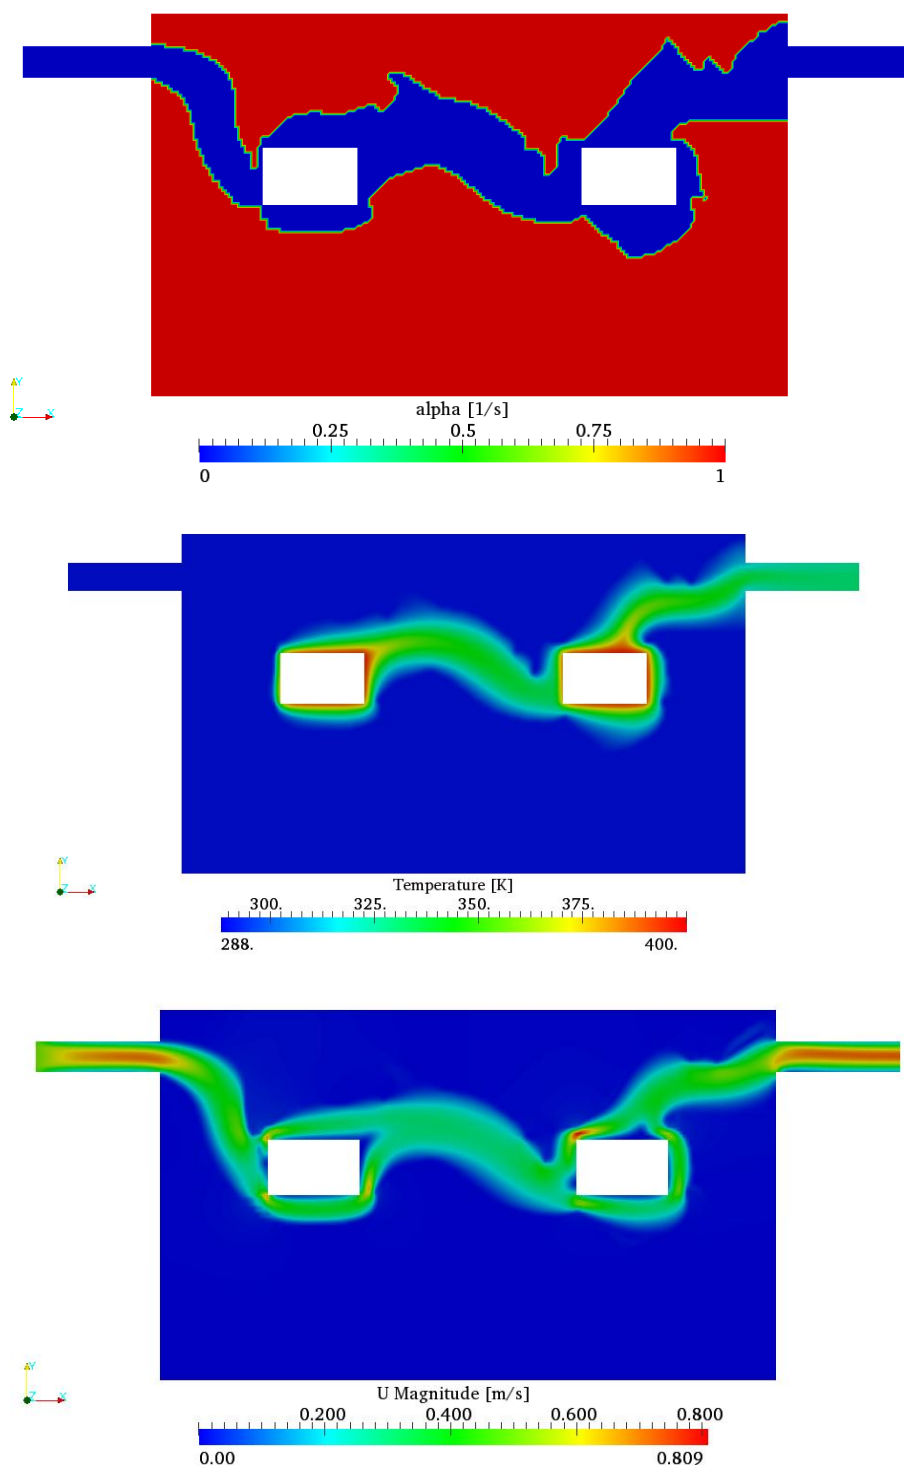 Y
Z X
alpha [1/s]
0.25 0.5 0.75
0 1
Y
Z X
Temperature [K]
300. 325. 350. 375.
288. 400.
Y
Z X
U Magnitude [m/s]
0.200 0.400 0.600 0.800
0.00 0.809